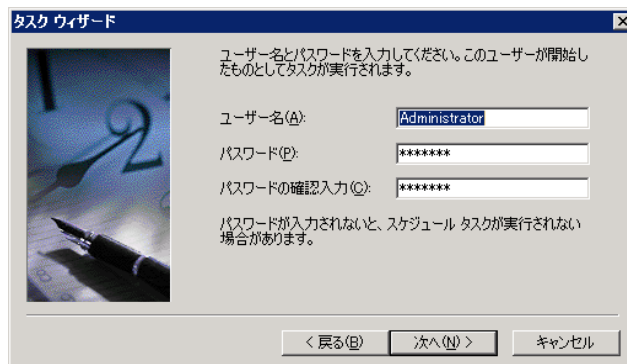 タスク ウィザード
ユーザー名とパスワードを入力してください。このユーザーが開始し
たものとしてタスクが実行されます。
ユーザー名(A):
Administrator
パスワード(P):
*******
パスワードの確認入力(C):
*******
パスワードが入力されないと、スケジュール タスクが実行されない
場合があります。
< 戻る(B)
次へ(N) >
キャンセル